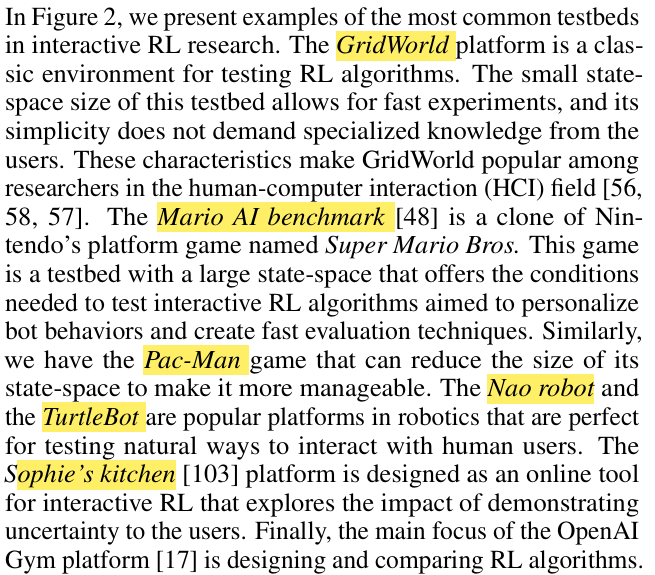 In Figure 2, we present examples of the most common testbeds
in interactive RL research. The GridWorld platform is a clas-
sic environment for testing RL algorithms. The small state-
space size of this testbed allows for fast experiments, and its
simplicity does not demand specialized knowledge from the
users. These characteristics make GridWorld popular among
researchers in the human-computer interaction (HCI) field [56,
58, 57]. The Mario AI benchmark [48] is a clone of Nin-
tendo's platform game named Super Mario Bros. This game
is a testbed with a large state-space that offers the conditions
needed to test interactive RL algorithms aimed to personalize
bot behaviors and create fast evaluation techniques. Similarly,
we have the Pac-Man game that can reduce the size of its
state-space to make it more manageable. The Nao robot and
the TurtleBot are popular platforms in robotics that are perfect
for testing natural ways to interact with human users. The
Sophie's kitchen [103] platform is designed as an online tool
for interactive RL that explores the impact of demonstrating
uncertainty to the users. Finally, the main focus of the OpenAI
Gym platform [17] is designing and comparing RL algorithms.